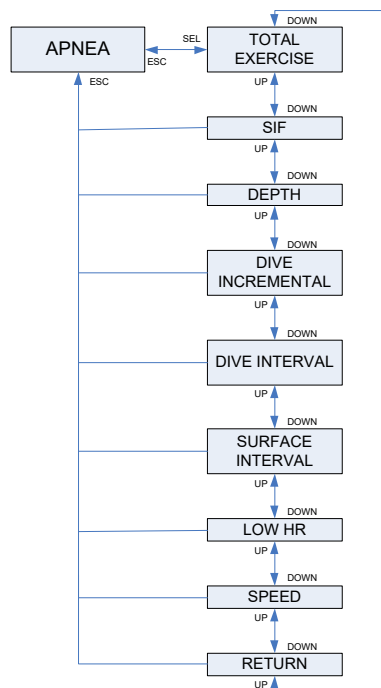 DOWN
SEL
APNEA
TOTAL
EXERCISE
ESC
ESC
UP
DOWN
SIF
UP
DOWN
DEPTH
UP
DOWN
DIVE
INCREMENTAL
UP
DOWN
DIVE INTERVAL
UP
DOWN
SURFACE
INTERVAL
UP
DOWN
LOW HR
UP
DOWN
SPEED
UP
DOWN
RETURN
UP